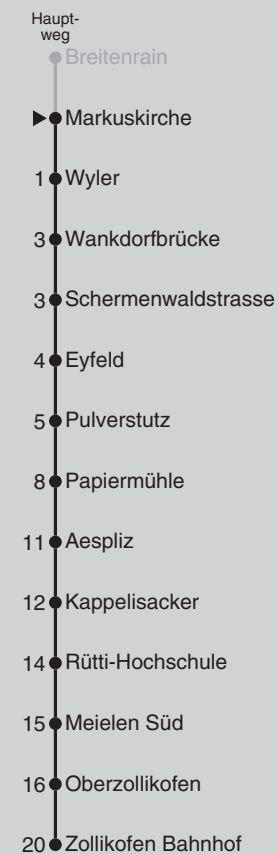 Haupt-
weg
Breitenrain
Markuskirche
1 Wyler
3 Wankdorfbrücke
3 Schermenwaldstrasse
4 Eyfeld
5 Pulverstutz
8 Papiermühle
11 Aespliz
12 Kappelisacker
14 Rütti-Hochschule
15 Meielen Süd
16 Oberzollikofen
20 Zollikofen Bahnhof